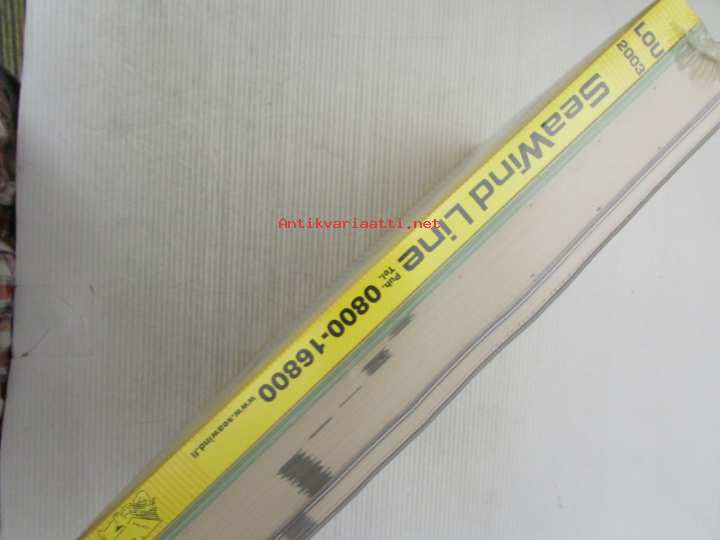 LOU
2003
SeaWind Line
Puh.
Tel. 0800-16800
www.seawind.fi
Antikvariaatti.net